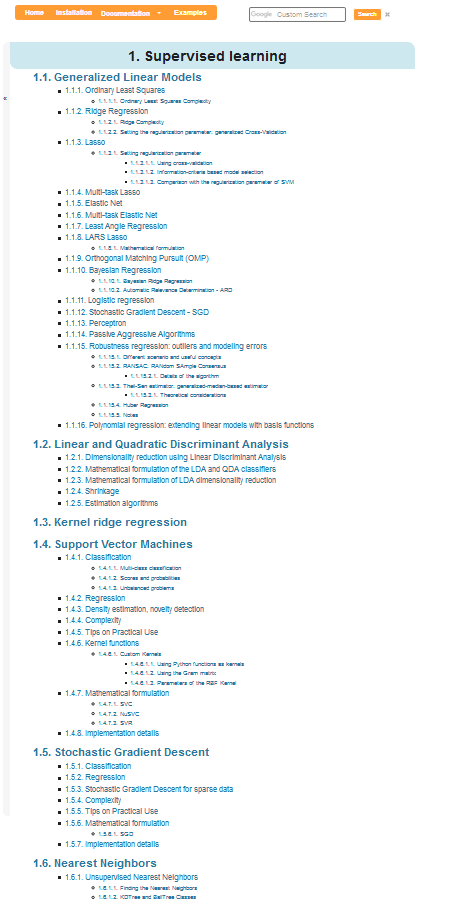 Home Installation Documentation Examples
Google Custom Search Search ×
1. Supervised learning
«
1.1. Generalized Linear Models
1.1.1. Ordinary Least Squares
1.1.1.1. Ordinary Least Squares Complexity
1.1.2. Ridge Regression
1.1.2.1. Ridge Complexity
1.1.2.2. Setting the regularization parameter: generalized Cross-Validation
1.1.3. Lasso
1.1.3.1. Setting regularization parameter
1.1.3.1.1. Using cross-validation
1.1.3.1.2. Information-criteria based model selection
1.1.3.1.3. Comparison with the regularization parameter of SVM
1.1.4. Multi-task Lasso
1.1.5. Elastic Net
1.1.6. Multi-task Elastic Net
1.1.7. Least Angle Regression
1.1.8. LARS Lasso
1.1.8.1. Mathematical formulation
1.1.9. Orthogonal Matching Pursuit (OMP)
1.1.10. Bayesian Regression
1.1.10.1. Bayesian Ridge Regression
1.1.10.2. Automatic Relevance Determination - ARD
1.1.11. Logistic regression
1.1.12. Stochastic Gradient Descent - SGD
1.1.13. Perceptron
1.1.14. Passive Aggressive Algorithms
1.1.15. Robustness regression: outliers and modeling errors
1.1.15.1. Different scenario and useful concepts
1.1.15.2. RANSAC: RANdom SAmple Consensus
1.1.15.2.1. Details of the algorithm
1.1.15.3. Theil-Sen estimator: generalized-median-based estimator
1.1.15.3.1. Theoretical considerations
1.1.15.4. Huber Regression
1.1.15.5. Notes
1.1.16. Polynomial regression: extending linear models with basis functions
1.2. Linear and Quadratic Discriminant Analysis
1.2.1. Dimensionality reduction using Linear Discriminant Analysis
1.2.2. Mathematical formulation of the LDA and QDA classifiers
1.2.3. Mathematical formulation of LDA dimensionality reduction
1.2.4. Shrinkage
1.2.5. Estimation algorithms
1.3. Kernel ridge regression
1.4. Support Vector Machines
1.4.1. Classification
1.4.1.1. Multi-class classification
1.4.1.2. Scores and probabilities
1.4.1.3. Unbalanced problems
1.4.2. Regression
1.4.3. Density estimation, novelty detection
1.4.4. Complexity
1.4.5. Tips on Practical Use
1.4.6. Kernel functions
1.4.6.1. Custom Kernels
1.4.6.1.1. Using Python functions as kernels
1.4.6.1.2. Using the Gram matrix
1.4.6.1.3. Parameters of the RBF Kernel
1.4.7. Mathematical formulation
1.4.7.1. SVC
1.4.7.2. NuSVC
1.4.7.3. SVR
1.4.8. Implementation details
1.5. Stochastic Gradient Descent
1.5.1. Classification
1.5.2. Regression
1.5.3. Stochastic Gradient Descent for sparse data
1.5.4. Complexity
1.5.5. Tips on Practical Use
1.5.6. Mathematical formulation
1.5.6.1. SGD
1.5.7. Implementation details
1.6. Nearest Neighbors
1.6.1. Unsupervised Nearest Neighbors
1.6.1.1. Finding the Nearest Neighbors
1.6.1.2. KDTree and BallTree Classes